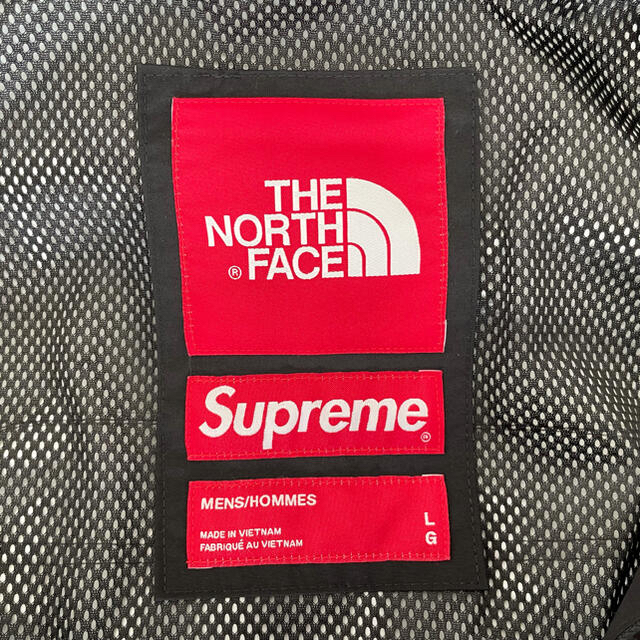 THE
NORTH
® FACE
Supreme
®
MENS/HOMMES
MADE IN VIETNAM
FABRIQUÉ AU VIETNAM
L
G